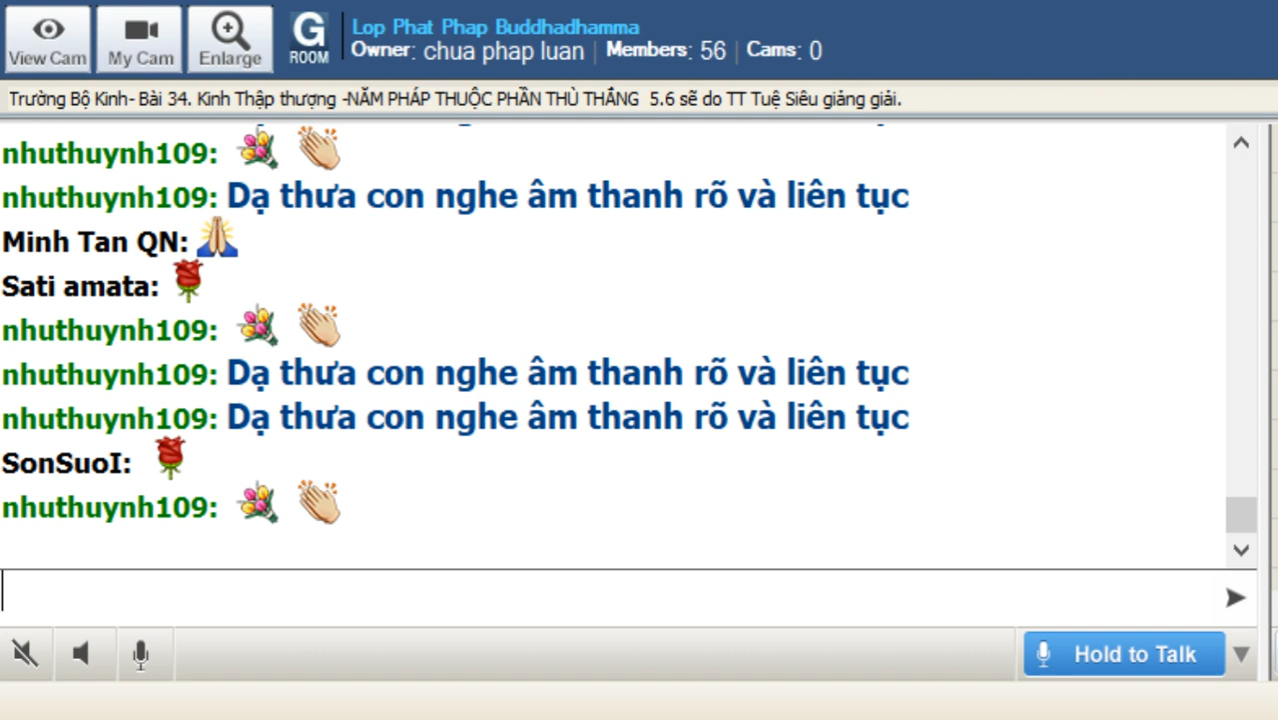 View Cam
My Cam
Enlarge
G ROOM
Lop Phat Phap Buddhadhamma
Owner: chua phap luan | Members: 56 | Cams: 0
Trường Bộ Kinh- Bài 34. Kinh Thập thượng -NĂM PHÁP THUỘC PHẦN THÙ THẮNG 5.6 sẽ do TT Tuệ Siêu giảng giải.
nhuthuynh109:
nhuthuynh109: Dạ thưa con nghe âm thanh rõ và liên tục
Minh Tan QN:
Sati amata:
nhuthuynh109:
nhuthuynh109: Dạ thưa con nghe âm thanh rõ và liên tục
nhuthuynh109: Dạ thưa con nghe âm thanh rõ và liên tục
SonSuoI:
nhuthuynh109:
Hold to Talk